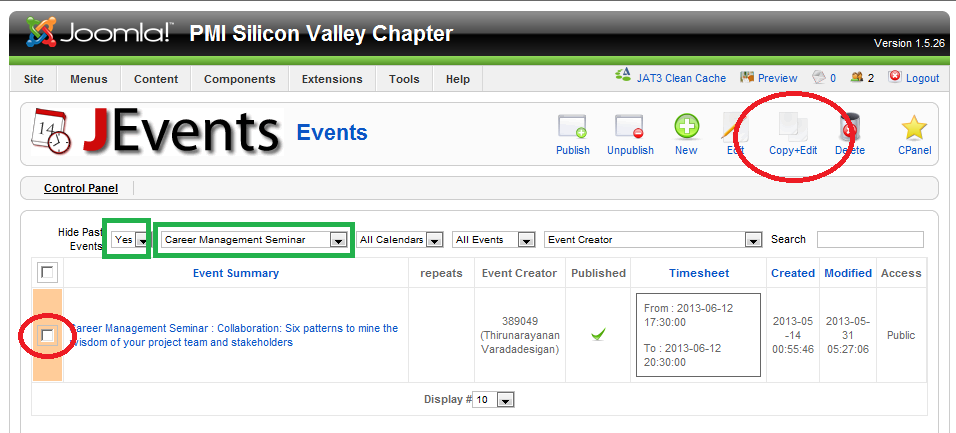 Joomla!™ PMI Silicon Valley Chapter
Version 1.5.26
Site Menus Content Components Extensions Tools Help JAT3 Clean Cache Preview 0 2 Logout
14 JEvents Events
Publish Unpublish New Edit Copy+Edit Delete CPanel
Control Panel
Hide Past
Events: Yes Career Management Seminar All Calendars All Events Event Creator Search
Event Summary repeats Event Creator Published Timesheet Created Modified Access
Career Management Seminar : Collaboration: Six patterns to mine the
wisdom of your project team and stakeholders
389049
(Thirunarayanan
Varadadesigan)
From : 2013-06-12
17:30:00
To : 2013-06-12
20:30:00
2013-05
-14
00:55:46
2013-05-
31
05:27:06
Public
Display # 10